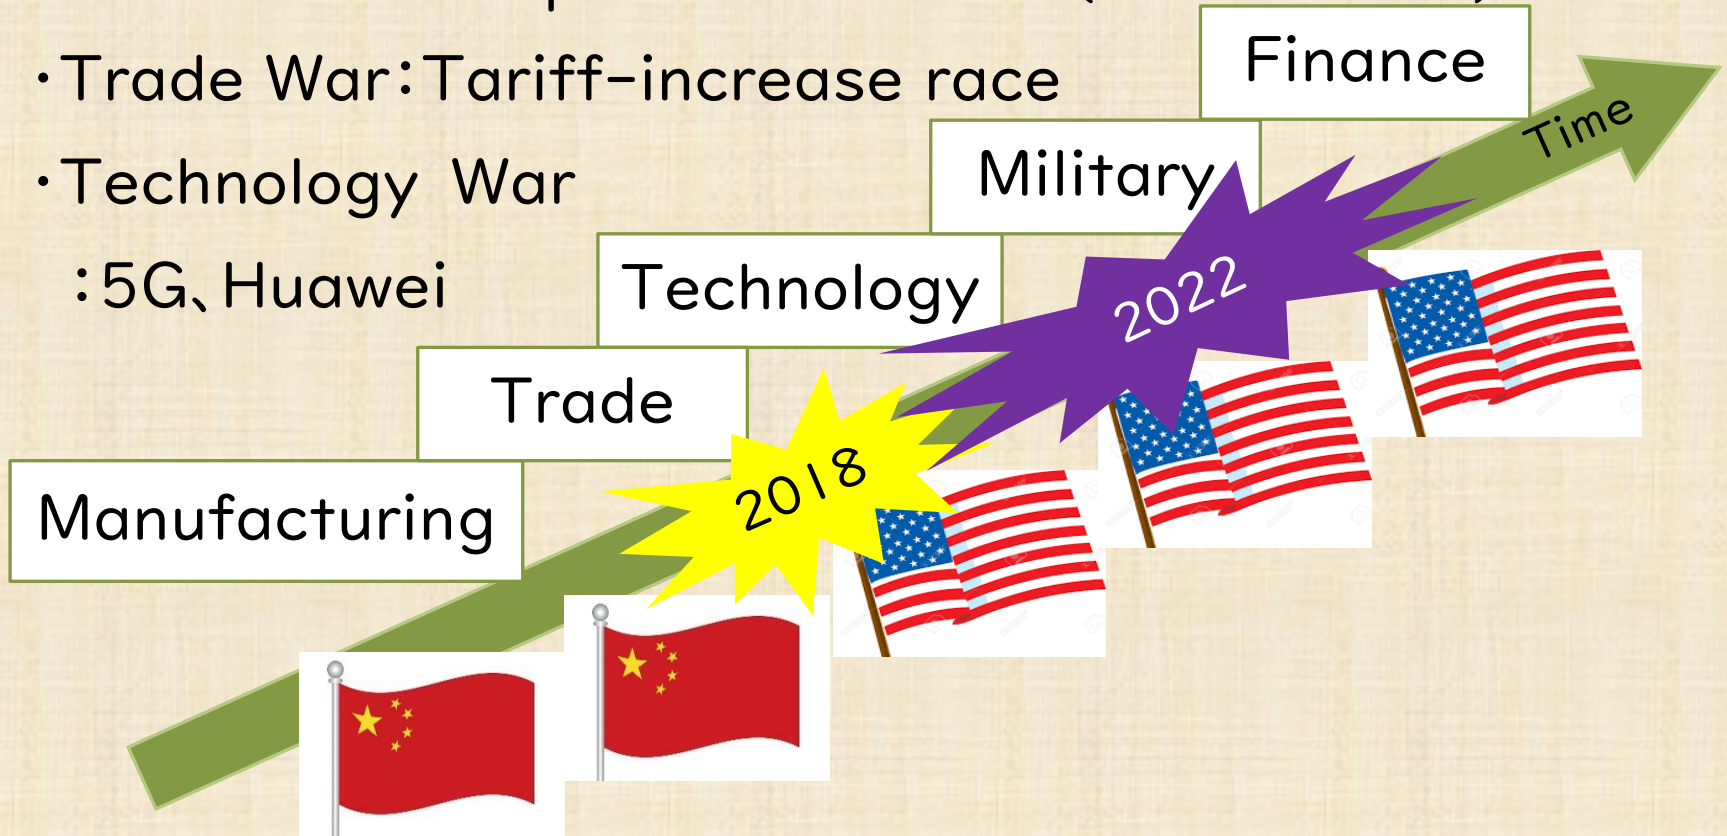 ・Trade War：Tariff-increase race
・Technology War
：5G、Huawei
Finance
Time
Military
2022
Technology
Trade
2018
Manufacturing